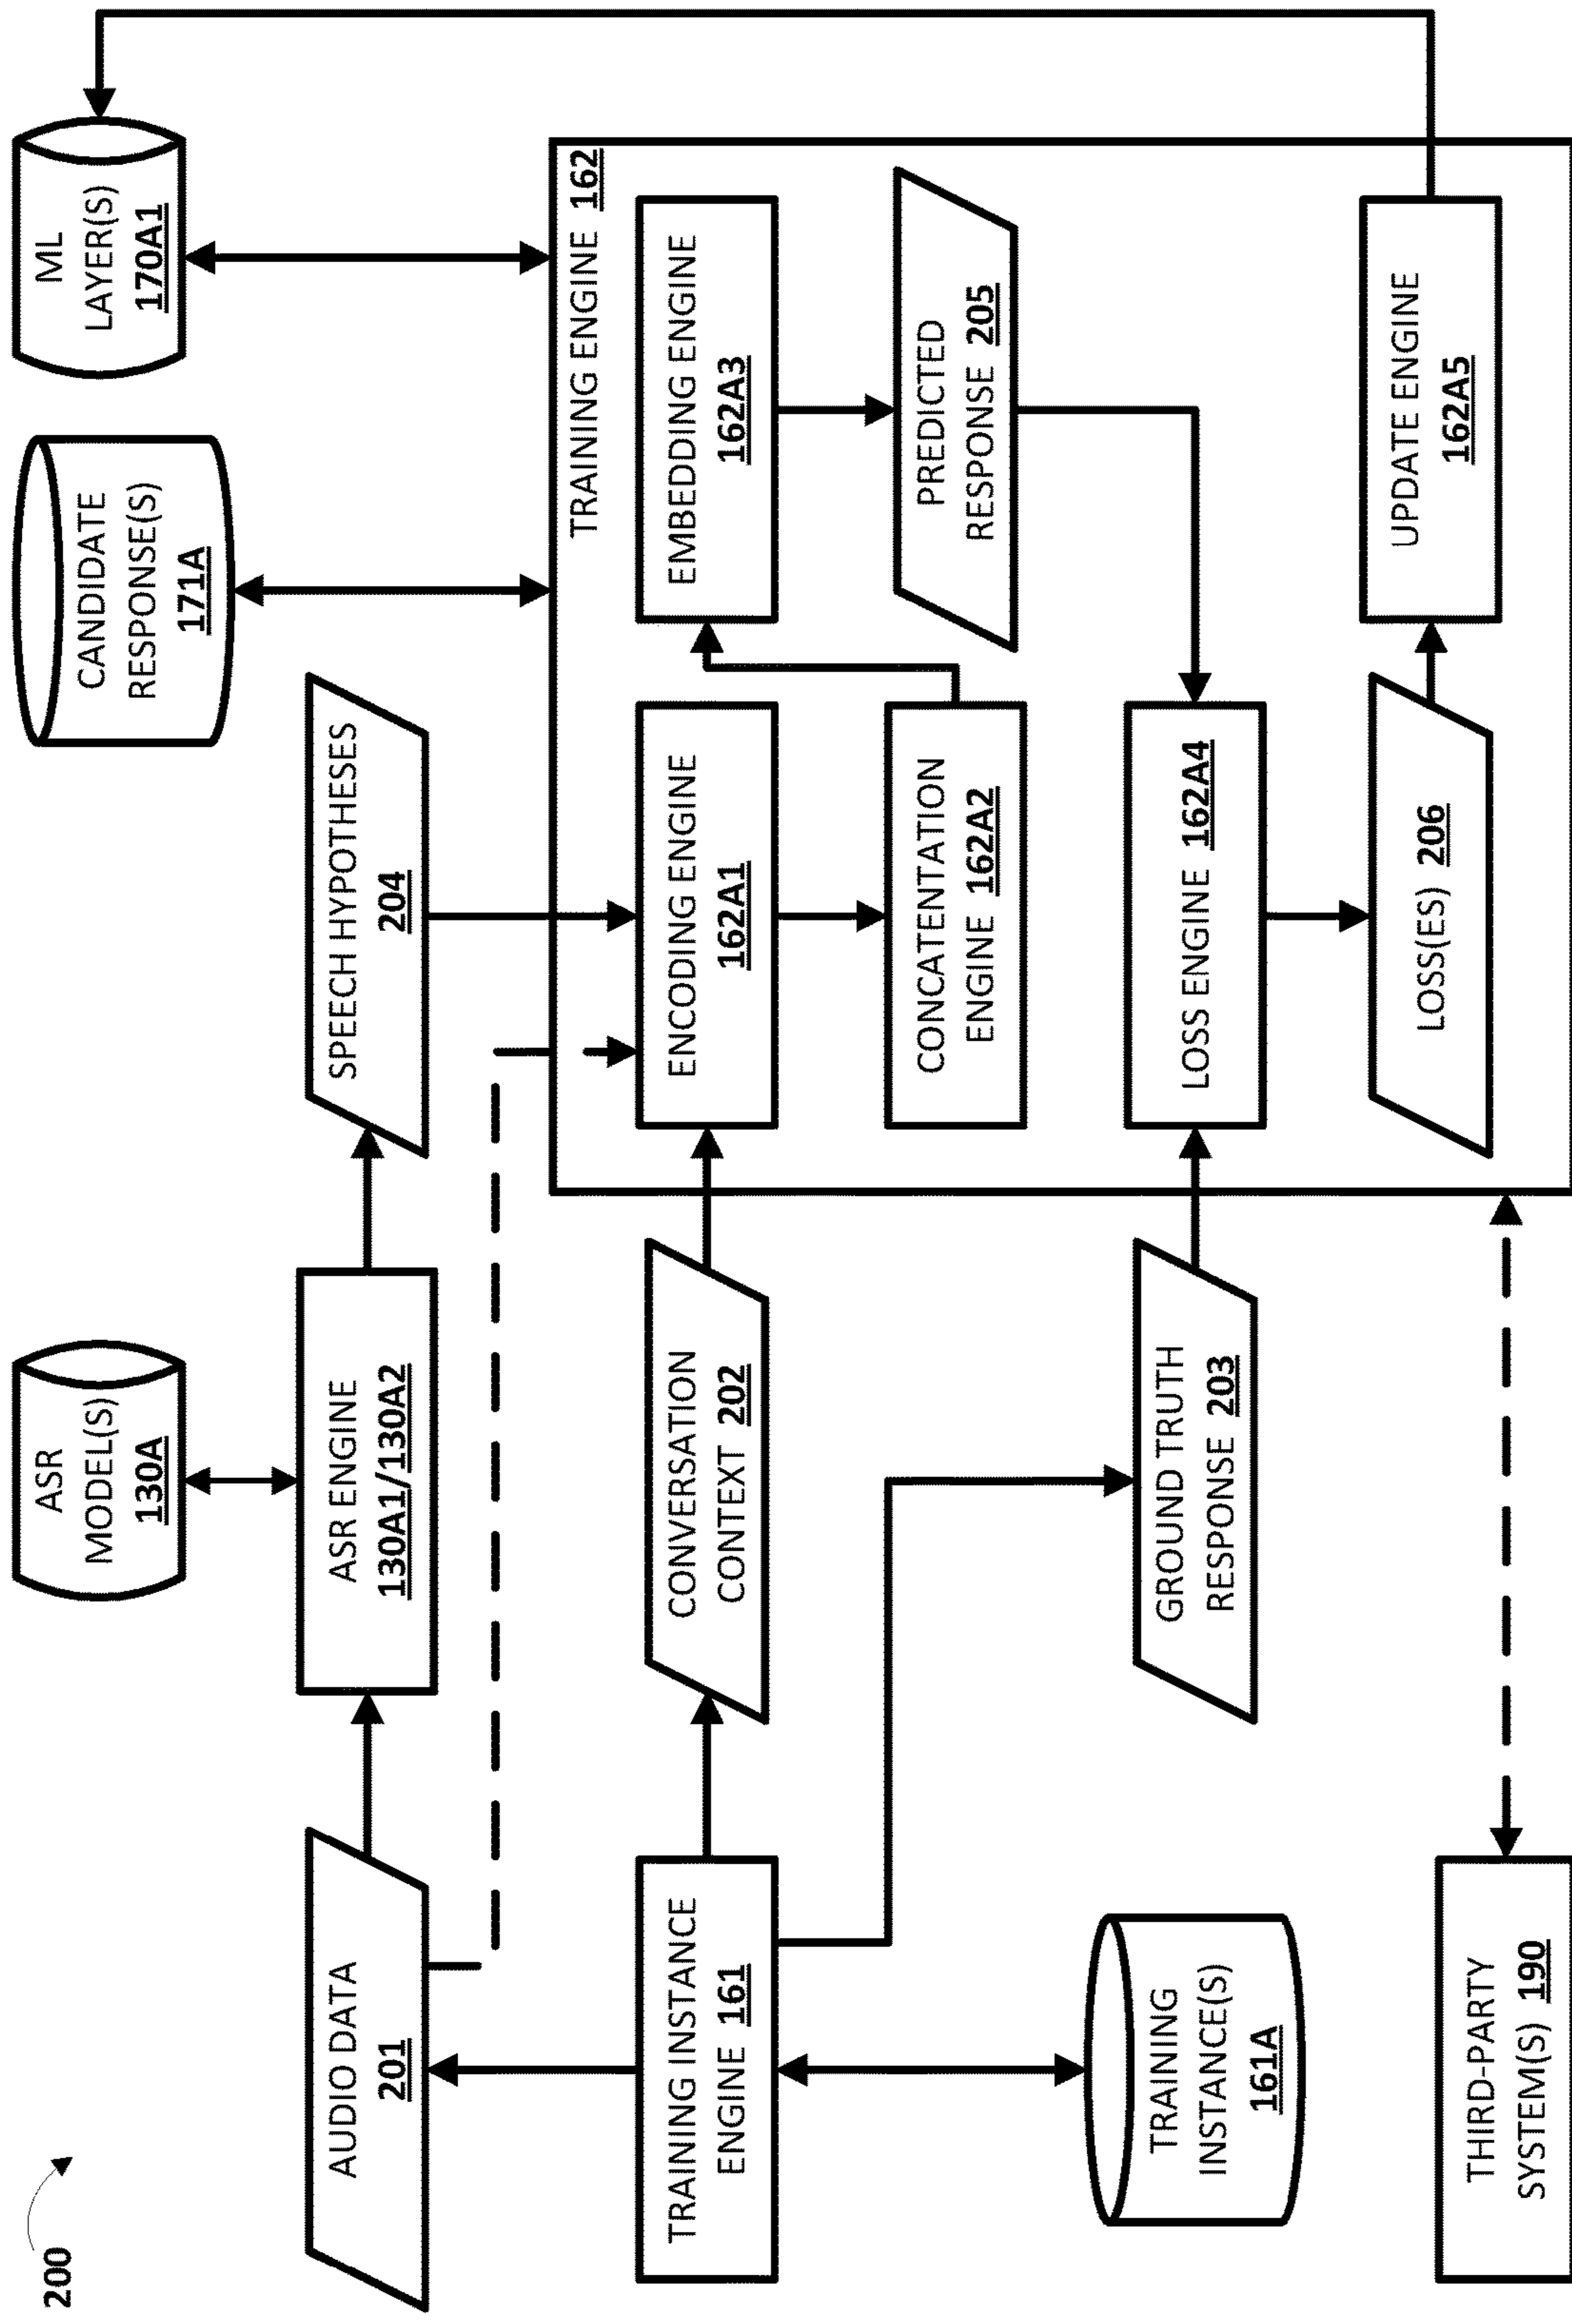 200
ASR
MODEL(S)
130A
CANDIDATE
RESPONSE(S)
171A
ML
LAYER(S)
170A1
AUDIO DATA
201
ASR ENGINE
130A1/130A2
SPEECH HYPOTHESES
204
TRAINING ENGINE 162
TRAINING INSTANCE
ENGINE 161
CONVERSATION
CONTEXT 202
ENCODING ENGINE
162A1
EMBEDDING ENGINE
162A3
CONCATENTATION
ENGINE 162A2
PREDICTED
RESPONSE 205
TRAINING
INSTANCE(S)
161A
GROUND TRUTH
RESPONSE 203
LOSS ENGINE 162A4
LOSS(ES) 206
UPDATE ENGINE
162A5
THIRD-PARTY
SYSTEM(S) 190